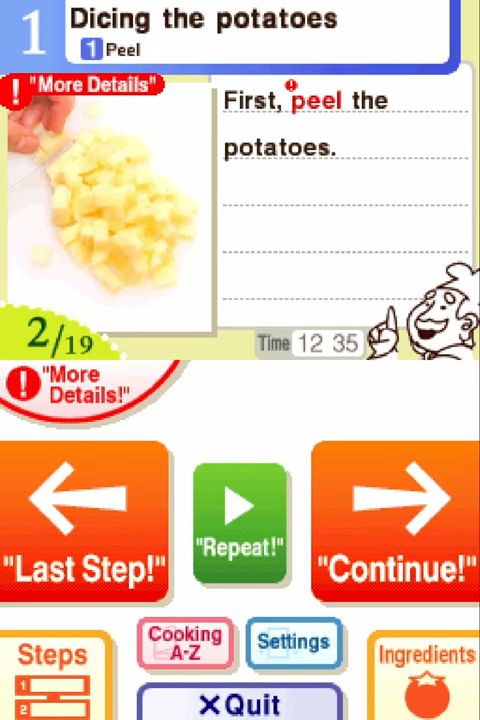 1
Dicing the potatoes
1 Peel
! "More Details"
First, peel the
potatoes.
2/19
Time 12 35
! "More
Details!"
"Last Step!"
"Repeat!"
"Continue!"
Cooking
A-Z
Settings
Steps
1
2
Ingredients
×Quit